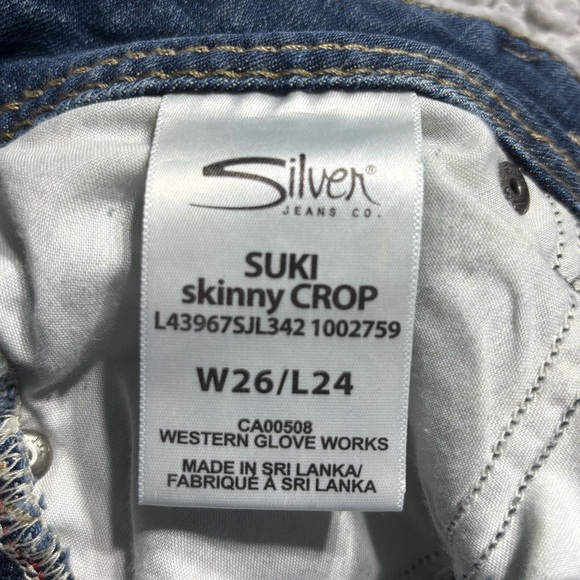 Silver®
JEANS CO.
SUKI
skinny CROP
L43967SJL342 1002759
W26/L24
CA00508
WESTERN GLOVE WORKS
MADE IN SRI LANKA/
FABRIQUÉ À SRI LANKA